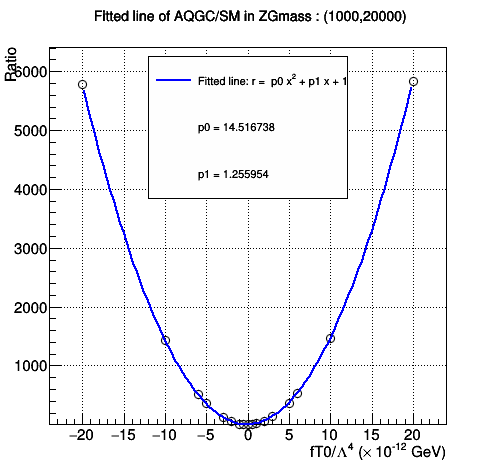 FItted line of AQGC/SM in ZGmass : (1000,20000)
Ratio
6000
5000
4000
3000
2000
1000
Fitted line: r = p0 x² + p1 x + 1
p0 = 14.516738
p1 = 1.255954
−20 −15 −10 −5 0 5 10 15 20
fT0/Λ⁴ (× 10⁻¹² GeV)